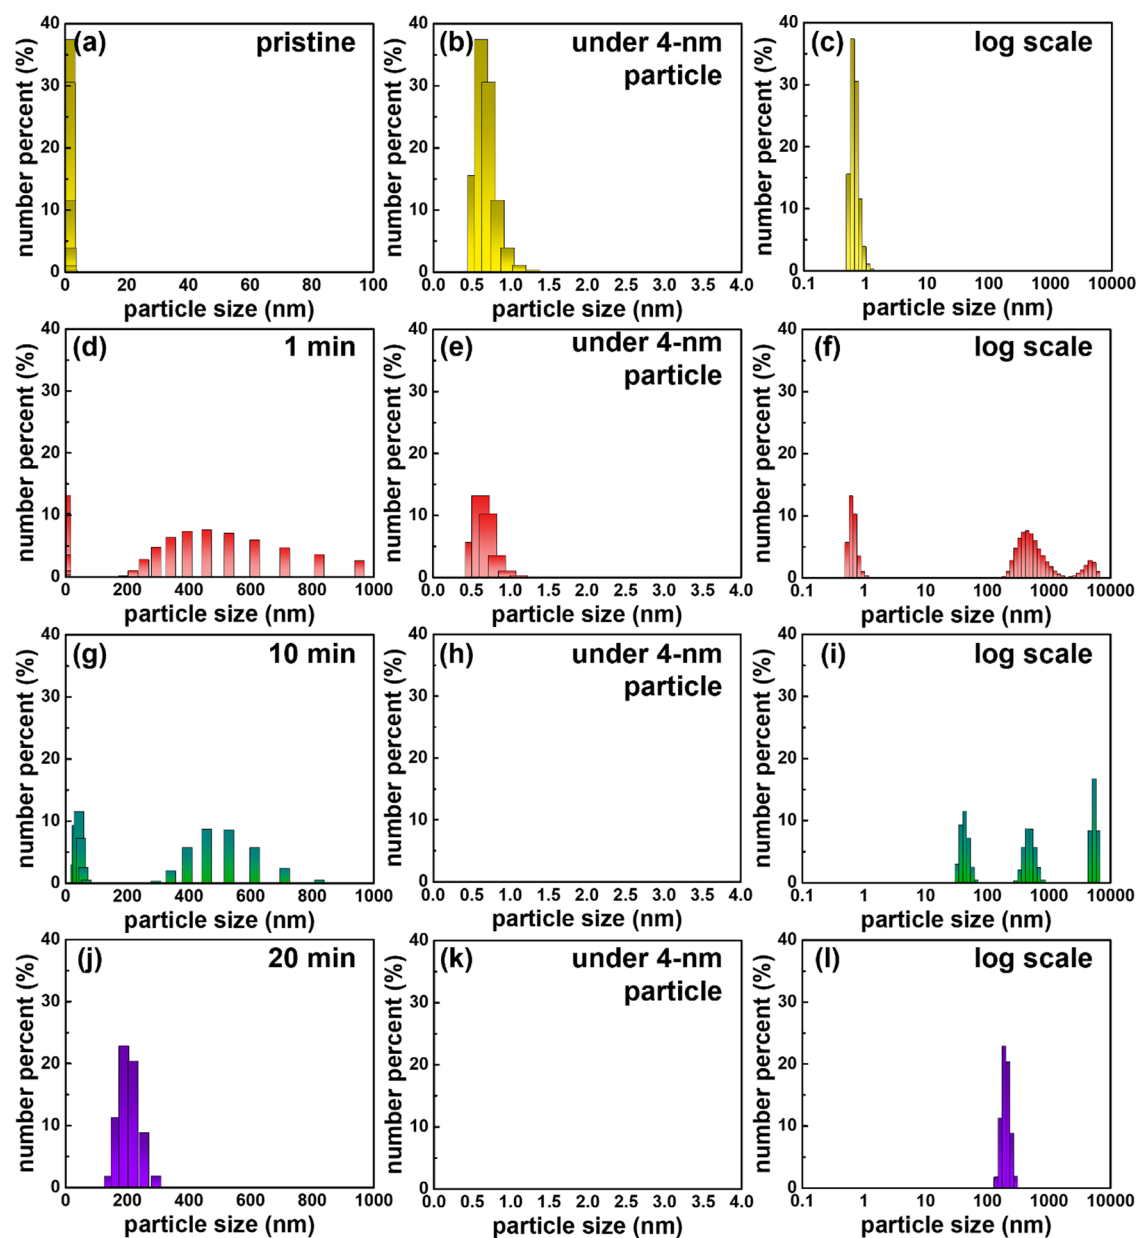 (a) pristine
number percent (%)
40
30
20
10
0
0 20 40 60 80 100
particle size (nm)
(b) under 4-nm
particle
number percent (%)
40
30
20
10
0
0.0 0.5 1.0 1.5 2.0 2.5 3.0 3.5 4.0
particle size (nm)
(c) log scale
number percent (%)
40
30
20
10
0
0.1 1 10 100 1000 10000
particle size (nm)
(d) 1 min
number percent (%)
40
30
20
10
0
0 200 400 600 800 1000
particle size (nm)
(e) under 4-nm
particle
number percent (%)
40
30
20
10
0
0.0 0.5 1.0 1.5 2.0 2.5 3.0 3.5 4.0
particle size (nm)
(f) log scale
number percent (%)
40
30
20
10
0
0.1 1 10 100 1000 10000
particle size (nm)
(g) 10 min
number percent (%)
40
30
20
10
0
0 200 400 600 800 1000
particle size (nm)
(h) under 4-nm
particle
number percent (%)
40
30
20
10
0
0.0 0.5 1.0 1.5 2.0 2.5 3.0 3.5 4.0
particle size (nm)
(i) log scale
number percent (%)
40
30
20
10
0
0.1 1 10 100 1000 10000
particle size (nm)
(j) 20 min
number percent (%)
40
30
20
10
0
0 200 400 600 800 1000
particle size (nm)
(k) under 4-nm
particle
number percent (%)
40
30
20
10
0
0.0 0.5 1.0 1.5 2.0 2.5 3.0 3.5 4.0
particle size (nm)
(l) log scale
number percent (%)
40
30
20
10
0
0.1 1 10 100 1000 10000
particle size (nm)